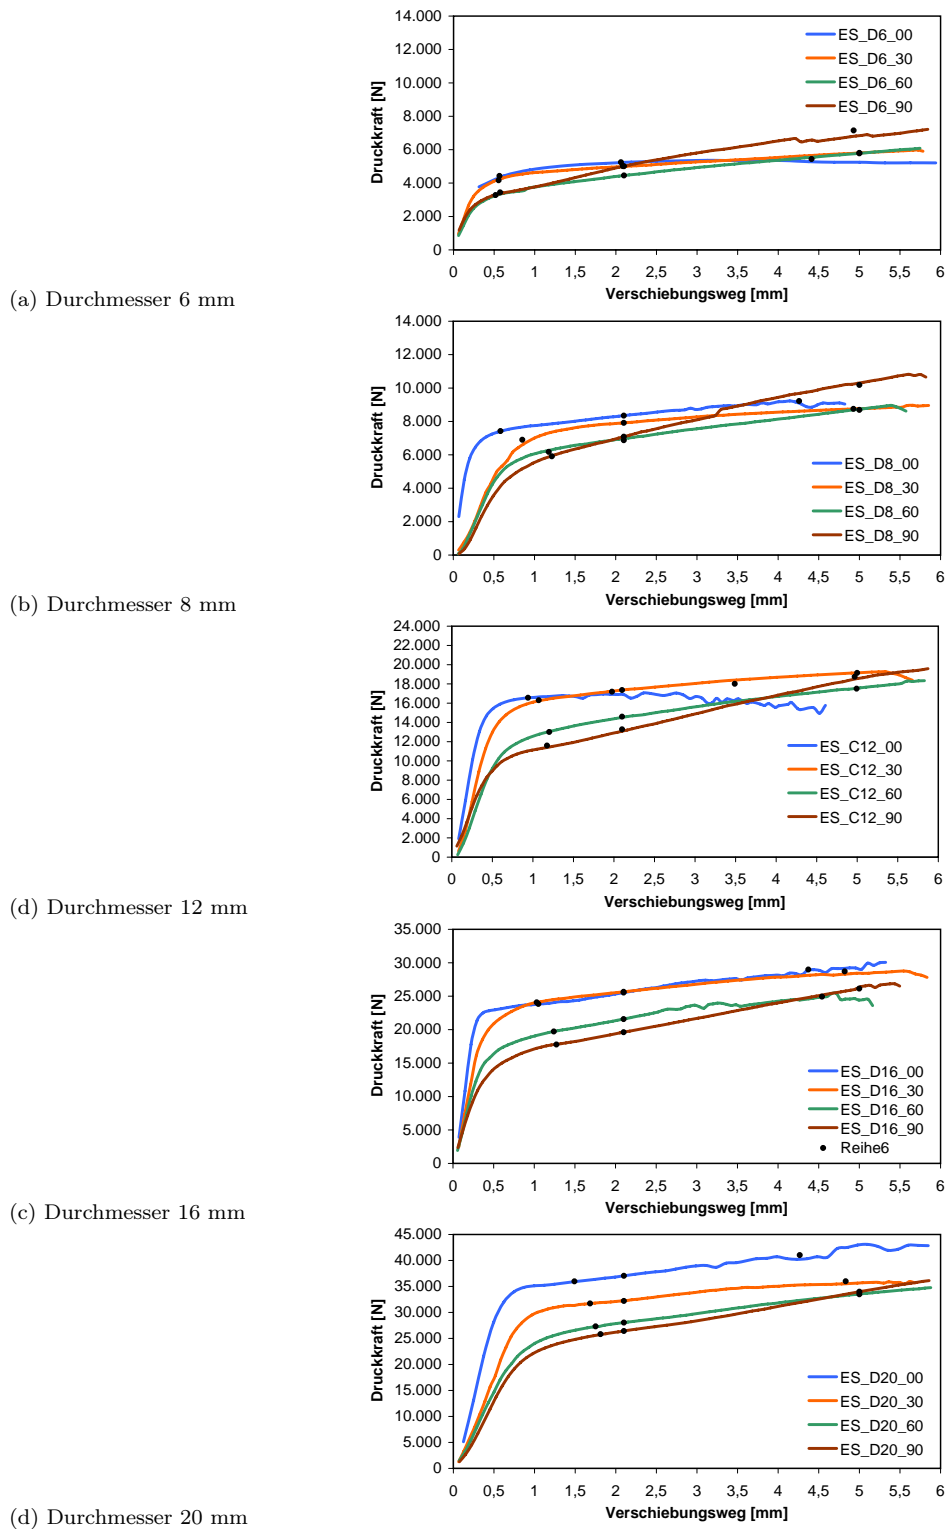 14.000
12.000
10.000
8.000
6.000
4.000
2.000
0
Druckkraft [N]
ES_D6_00
ES_D6_30
ES_D6_60
ES_D6_90
0 0,5 1 1,5 2 2,5 3 3,5 4 4,5 5 5,5 6
Verschiebungsweg [mm]
(a) Durchmesser 6 mm
14.000
12.000
10.000
8.000
6.000
4.000
2.000
0
Druckkraft [N]
ES_D8_00
ES_D8_30
ES_D8_60
ES_D8_90
0 0,5 1 1,5 2 2,5 3 3,5 4 4,5 5 5,5 6
Verschiebungsweg [mm]
(b) Durchmesser 8 mm
24.000
22.000
20.000
18.000
16.000
14.000
12.000
10.000
8.000
6.000
4.000
2.000
0
Druckkraft [N]
ES_C12_00
ES_C12_30
ES_C12_60
ES_C12_90
0 0,5 1 1,5 2 2,5 3 3,5 4 4,5 5 5,5 6
Verschiebungsweg [mm]
(d) Durchmesser 12 mm
35.000
30.000
25.000
20.000
15.000
10.000
5.000
0
Druckkraft [N]
ES_D16_00
ES_D16_30
ES_D16_60
ES_D16_90
Reihe6
0 0,5 1 1,5 2 2,5 3 3,5 4 4,5 5 5,5 6
Verschiebungsweg [mm]
(c) Durchmesser 16 mm
45.000
40.000
35.000
30.000
25.000
20.000
15.000
10.000
5.000
0
Druckkraft [N]
ES_D20_00
ES_D20_30
ES_D20_60
ES_D20_90
0 0,5 1 1,5 2 2,5 3 3,5 4 4,5 5 5,5 6
Verschiebungsweg [mm]
(d) Durchmesser 20 mm